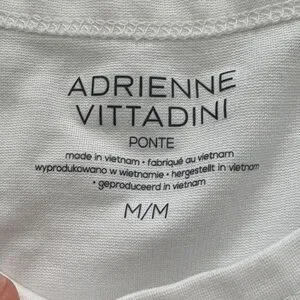 ADRIENNE
VITTADINI
PONTE
made in vietnam • fabriqué au vietnam
wyprodukowano w wietnamie • hergestellt in vietnam
• geproduceerd in vietnam
M/M